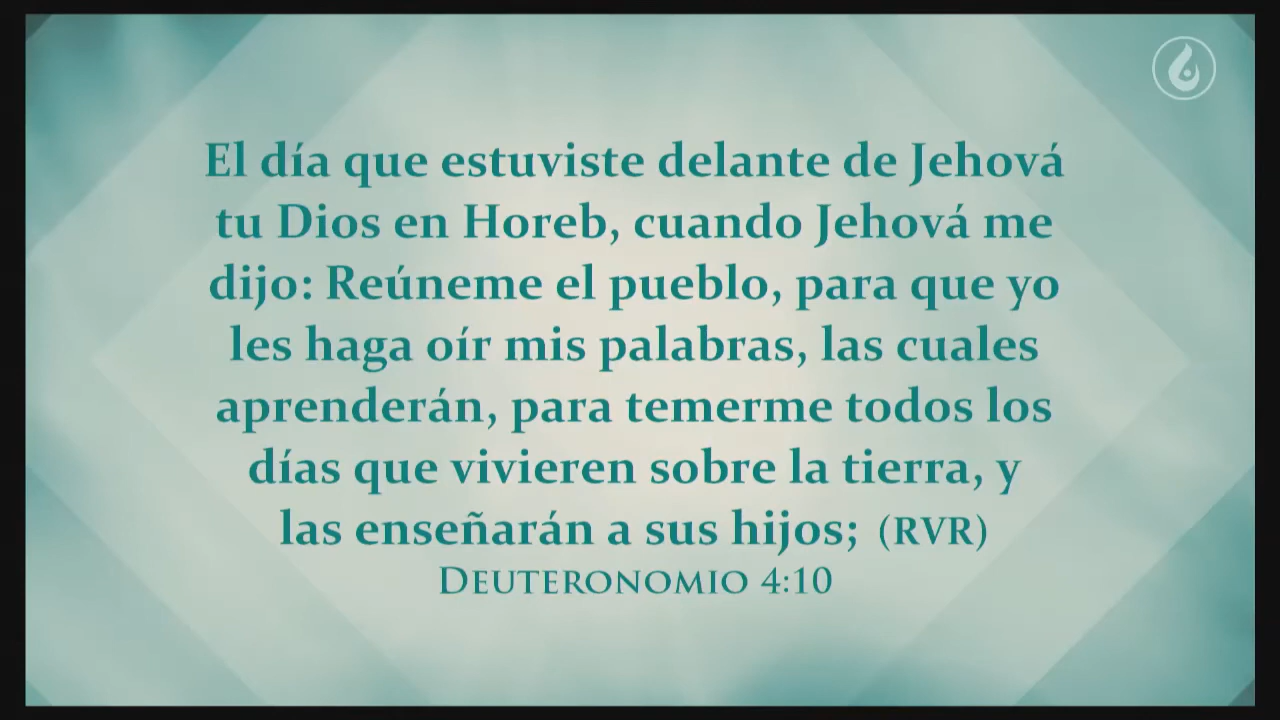 El día que estuviste delante de Jehová
tu Dios en Horeb, cuando Jehová me
dijo: Reúneme el pueblo, para que yo
les haga oír mis palabras, las cuales
aprenderán, para temerme todos los
días que vivieren sobre la tierra, y
las enseñarán a sus hijos; (RVR)
DEUTERONOMIO 4:10